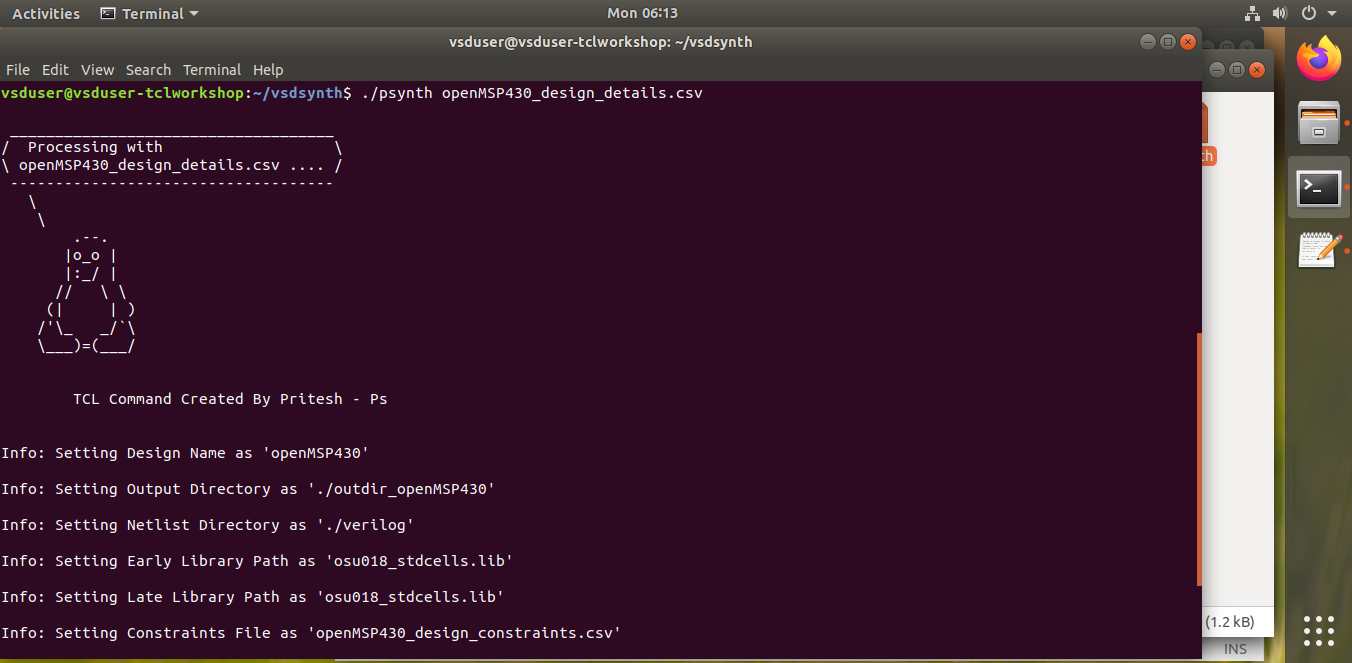 Activities Terminal Mon 06:13
vsduser@vsduser-tclworkshop: ~/vsdsynth
File Edit View Search Terminal Help
vsduser@vsduser-tclworkshop:~/vsdsynth$ ./psynth openMSP430_design_details.csv
 ____________________________________
/  Processing with                   \
\ openMSP430_design_details.csv .... /
 ------------------------------------
   \
    \
        .--.
       |o_o |
       |:_/ |
      //   \ \
     (|     | )
    /'\_   _/`\
    \___)=(___/
TCL Command Created By Pritesh - Ps
Info: Setting Design Name as 'openMSP430'
Info: Setting Output Directory as './outdir_openMSP430'
Info: Setting Netlist Directory as './verilog'
Info: Setting Early Library Path as 'osu018_stdcells.lib'
Info: Setting Late Library Path as 'osu018_stdcells.lib'
Info: Setting Constraints File as 'openMSP430_design_constraints.csv'
ch
(1.2 kB)
INS